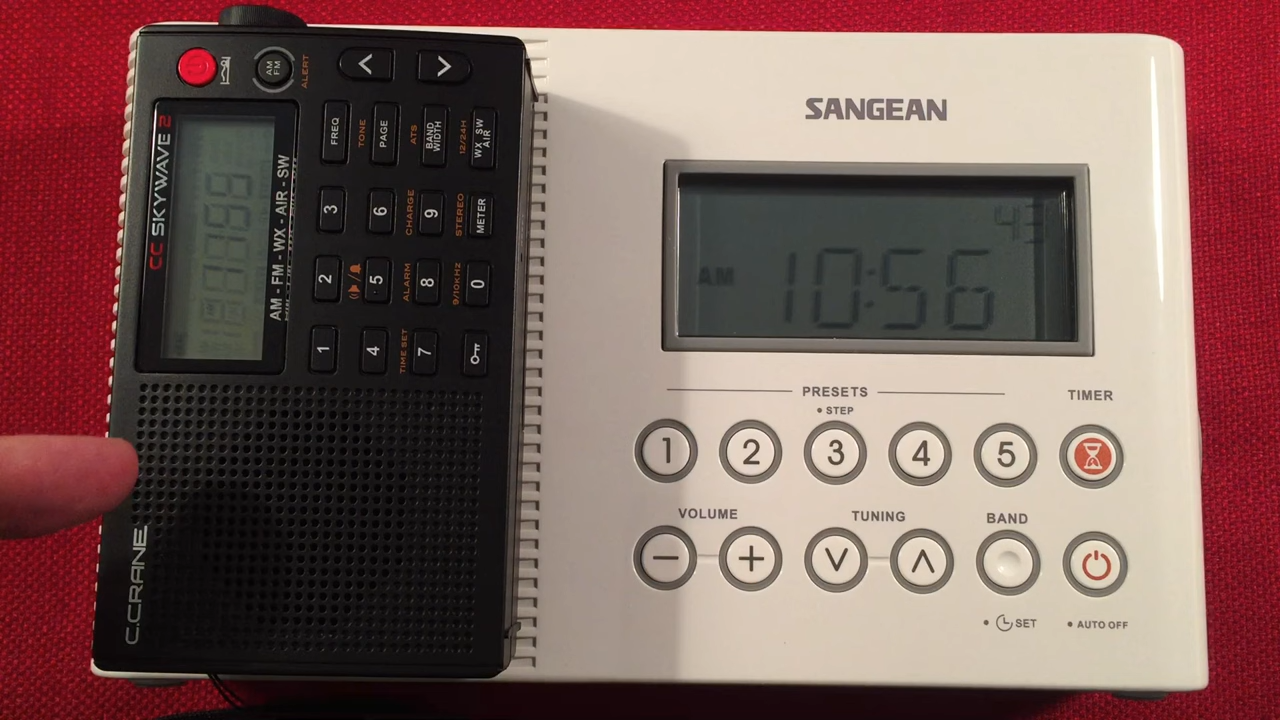 ALERT
AM
FM
CC SKYWAVE 2
AM - FM - WX - AIR - SW
FREQ
TONE
PAGE
ATS
BAND
WIDTH
12/24H
WX SW
AIR
3
6
CHARGE
9
STEREO
METER
2
5
ALARM
8
9/10KHZ
0
1
4
TIME SET
7
C.CRANE
SANGEAN
AM 10:56
PRESETS
• STEP
TIMER
1 2 3 4 5
VOLUME TUNING BAND
− + ∨ ∧
• SET • AUTO OFF